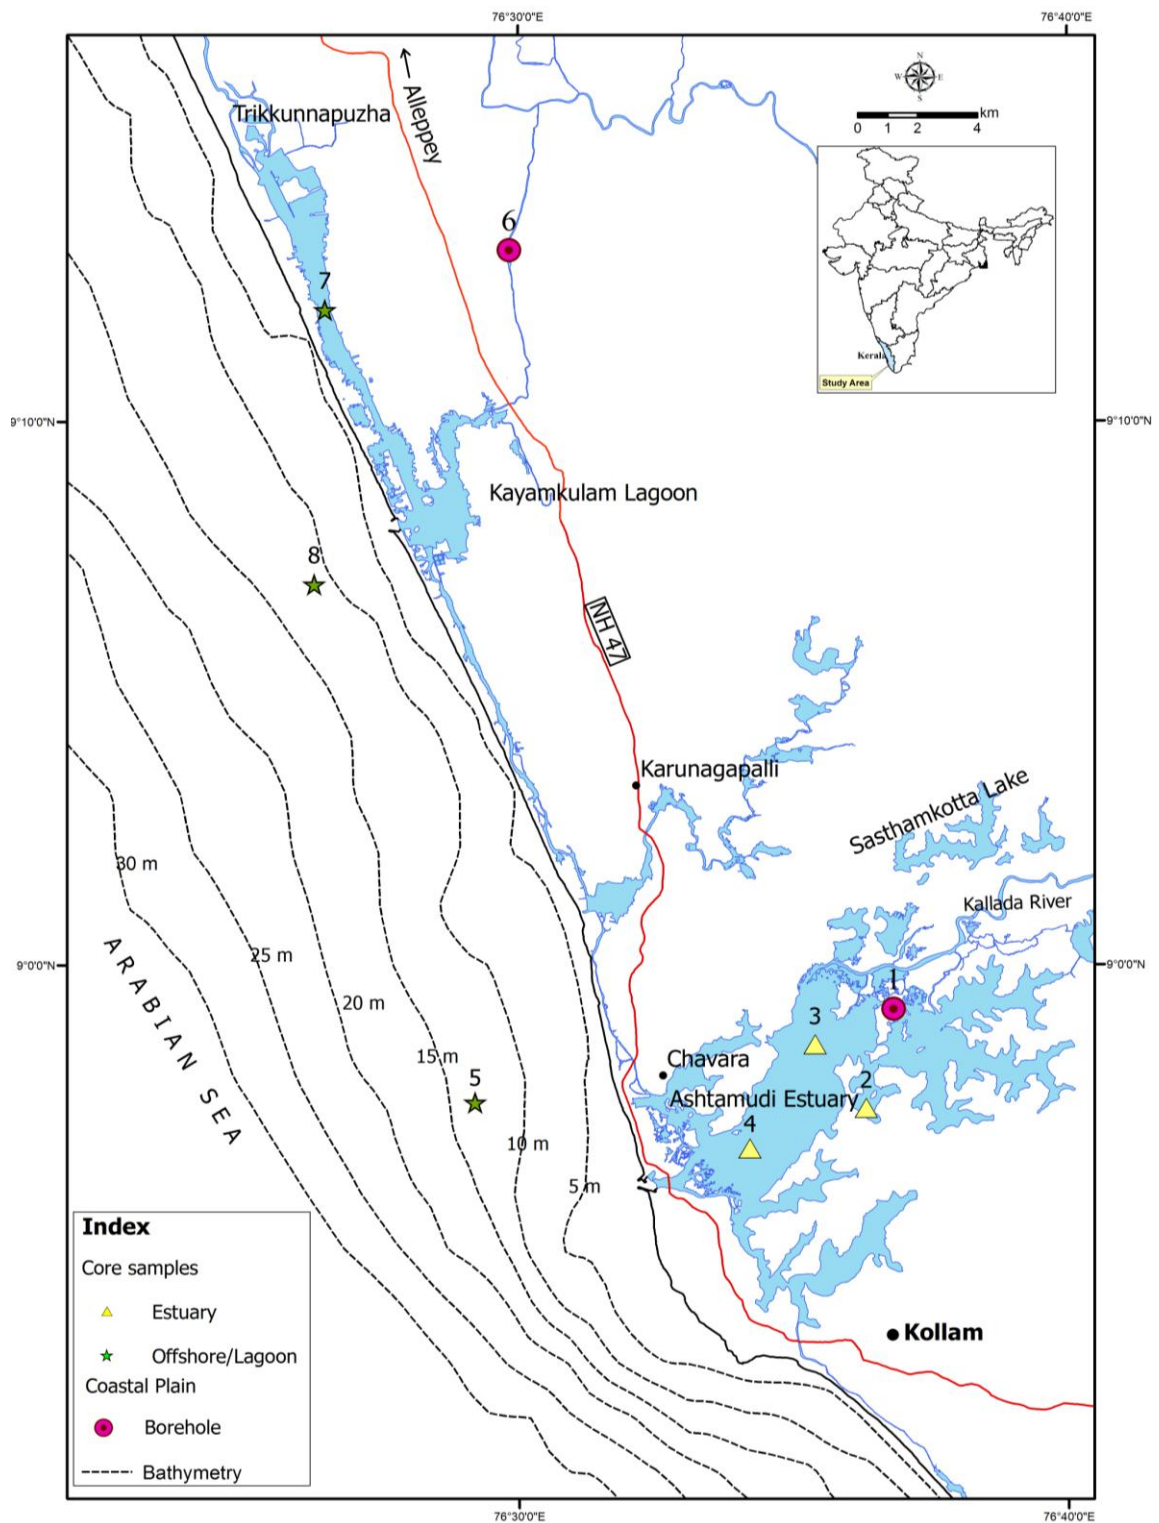 76°30'0"E
76°40'0"E
N
W
E
S
km
0
1
2
4
Trikkunnapuzha
← Alleppey
6
7
Kerala
Study Area
9°10'0"N
9°10'0"N
Kayamkulam Lagoon
8
NH 47
Karunagapalli
Sasthamkotta Lake
30 m
Kallada River
ARABIAN SEA
25 m
9°0'0"N
9°0'0"N
1
20 m
3
15 m
Chavara
5
2
Ashtamudi Estuary
4
10 m
5 m
Index
Core samples
Estuary
Offshore/Lagoon
Coastal Plain
Borehole
Bathymetry
Kollam
76°30'0"E
76°40'0"E